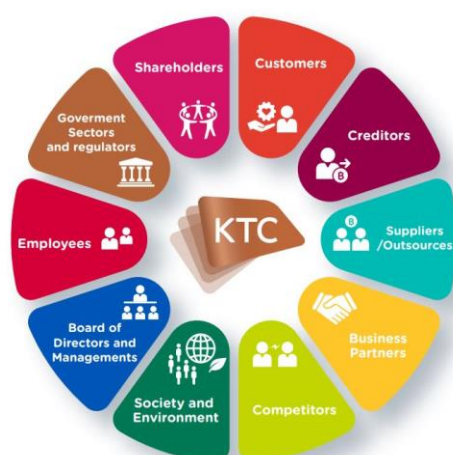 Shareholders
Customers
Creditors
Suppliers
/Outsources
Business
Partners
Competitors
Society and
Environment
Board of
Directors and
Managements
Employees
Goverment
Sectors
and regulators
KTC
B
B